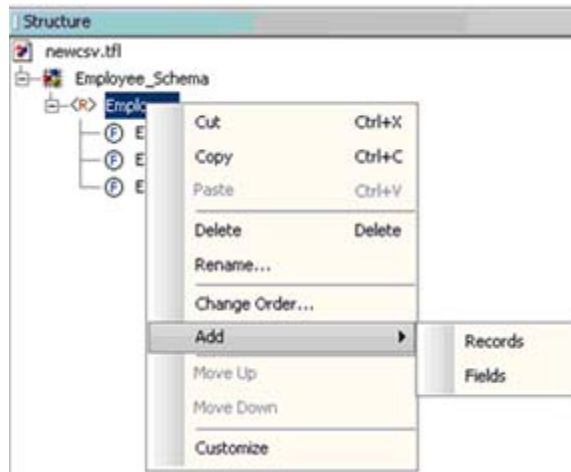 Structure
newcsv.tfl
Employee_Schema
<R>
F E
F E
F E
Cut Ctrl+X
Copy Ctrl+C
Paste Ctrl+V
Delete Delete
Rename...
Change Order...
Add
Records
Fields
Move Up
Move Down
Customize